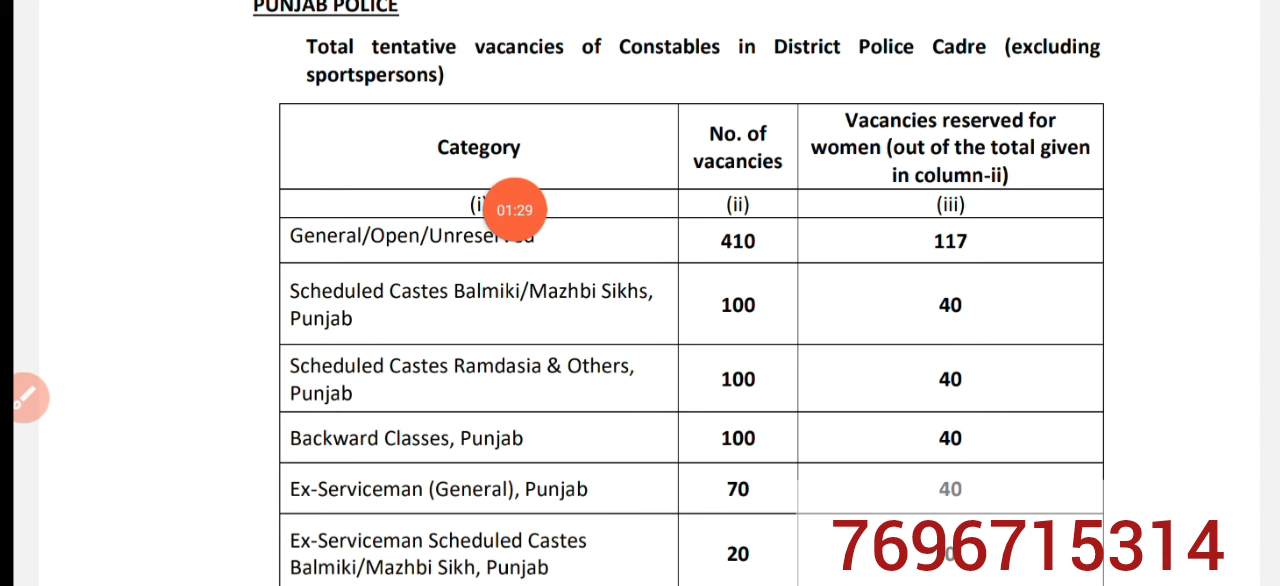 PUNJAB POLICE
Total tentative vacancies of Constables in District Police Cadre (excluding
sportspersons)
Category
No. of
vacancies
Vacancies reserved for
women (out of the total given
in column-ii)
(i
01:29
(ii)
(iii)
General/Open/Unreserved
410
117
Scheduled Castes Balmiki/Mazhbi Sikhs,
Punjab
100
40
Scheduled Castes Ramdasia & Others,
Punjab
100
40
Backward Classes, Punjab
100
40
Ex-Serviceman (General), Punjab
70
40
Ex-Serviceman Scheduled Castes
Balmiki/Mazhbi Sikh, Punjab
20
7696715314